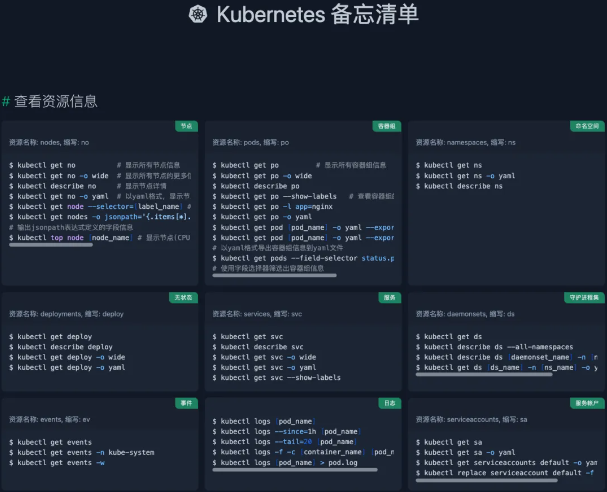 Kubernetes 备忘清单
# 查看资源信息
节点
资源名称: nodes, 缩写: no
$ kubectl get no # 显示所有节点信息
$ kubectl get no -o wide # 显示所有节点的更多信
$ kubectl describe no # 显示节点详情
$ kubectl get no -o yaml # 以yaml格式，显示节
$ kubectl get node --selector=[label_name] #
$ kubectl get nodes -o jsonpath='{.items[*].
# 输出jsonpath表达式定义的字段信息
$ kubectl top node [node_name] # 显示节点(CPU
容器组
资源名称: pods, 缩写: po
$ kubectl get po # 显示所有容器组信息
$ kubectl get po -o wide
$ kubectl describe po
$ kubectl get po --show-labels # 查看容器组的
$ kubectl get po -l app=nginx
$ kubectl get po -o yaml
$ kubectl get pod [pod_name] -o yaml --expor
$ kubectl get pod [pod_name] -o yaml --expor
# 以yaml格式导出容器组信息到yaml文件
$ kubectl get pods --field-selector status.p
# 使用字段选择器筛选出容器组信息
命名空间
资源名称: namespaces, 缩写: ns
$ kubectl get ns
$ kubectl get ns -o yaml
$ kubectl describe ns
无状态
资源名称: deployments, 缩写: deploy
$ kubectl get deploy
$ kubectl describe deploy
$ kubectl get deploy -o wide
$ kubectl get deploy -o yaml
服务
资源名称: services, 缩写: svc
$ kubectl get svc
$ kubectl describe svc
$ kubectl get svc -o wide
$ kubectl get svc -o yaml
$ kubectl get svc --show-labels
守护进程集
资源名称: daemonsets, 缩写: ds
$ kubectl get ds
$ kubectl describe ds --all-namespaces
$ kubectl describe ds [daemonset_name] -n [n
$ kubectl get ds [ds_name] -n [ns_name] -o y
事件
资源名称: events, 缩写: ev
$ kubectl get events
$ kubectl get events -n kube-system
$ kubectl get events -w
日志
$ kubectl logs [pod_name]
$ kubectl logs --since=1h [pod_name]
$ kubectl logs --tail=20 [pod_name]
$ kubectl logs -f -c [container_name] [pod_n
$ kubectl logs [pod_name] > pod.log
服务帐户
资源名称: serviceaccounts, 缩写: sa
$ kubectl get sa
$ kubectl get sa -o yaml
$ kubectl get serviceaccounts default -o yam
$ kubectl replace serviceaccount default -f